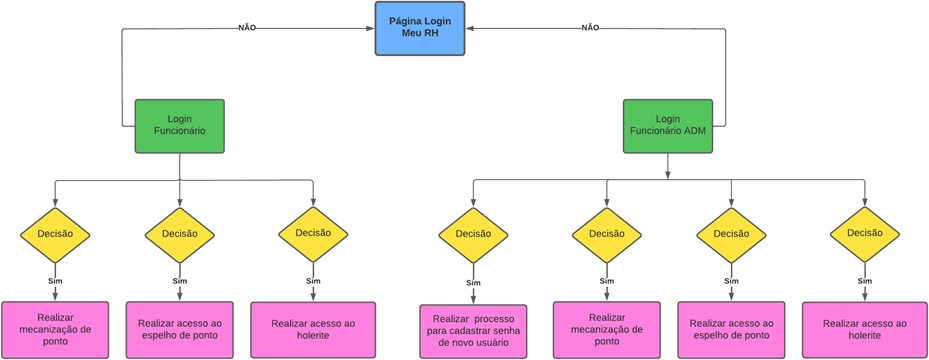 NÃO
Página Login
Meu RH
NÃO
Login
Funcionário
Login
Funcionário ADM
Decisão
Decisão
Decisão
Decisão
Decisão
Decisão
Decisão
Sim
Sim
Sim
Sim
Sim
Sim
Sim
Realizar
mecanização de
ponto
Realizar acesso ao
espelho de ponto
Realizar acesso ao
holerite
Realizar processo
para cadastrar senha
de novo usuário
Realizar
mecanização de
ponto
Realizar acesso ao
espelho de ponto
Realizar acesso ao
holerite